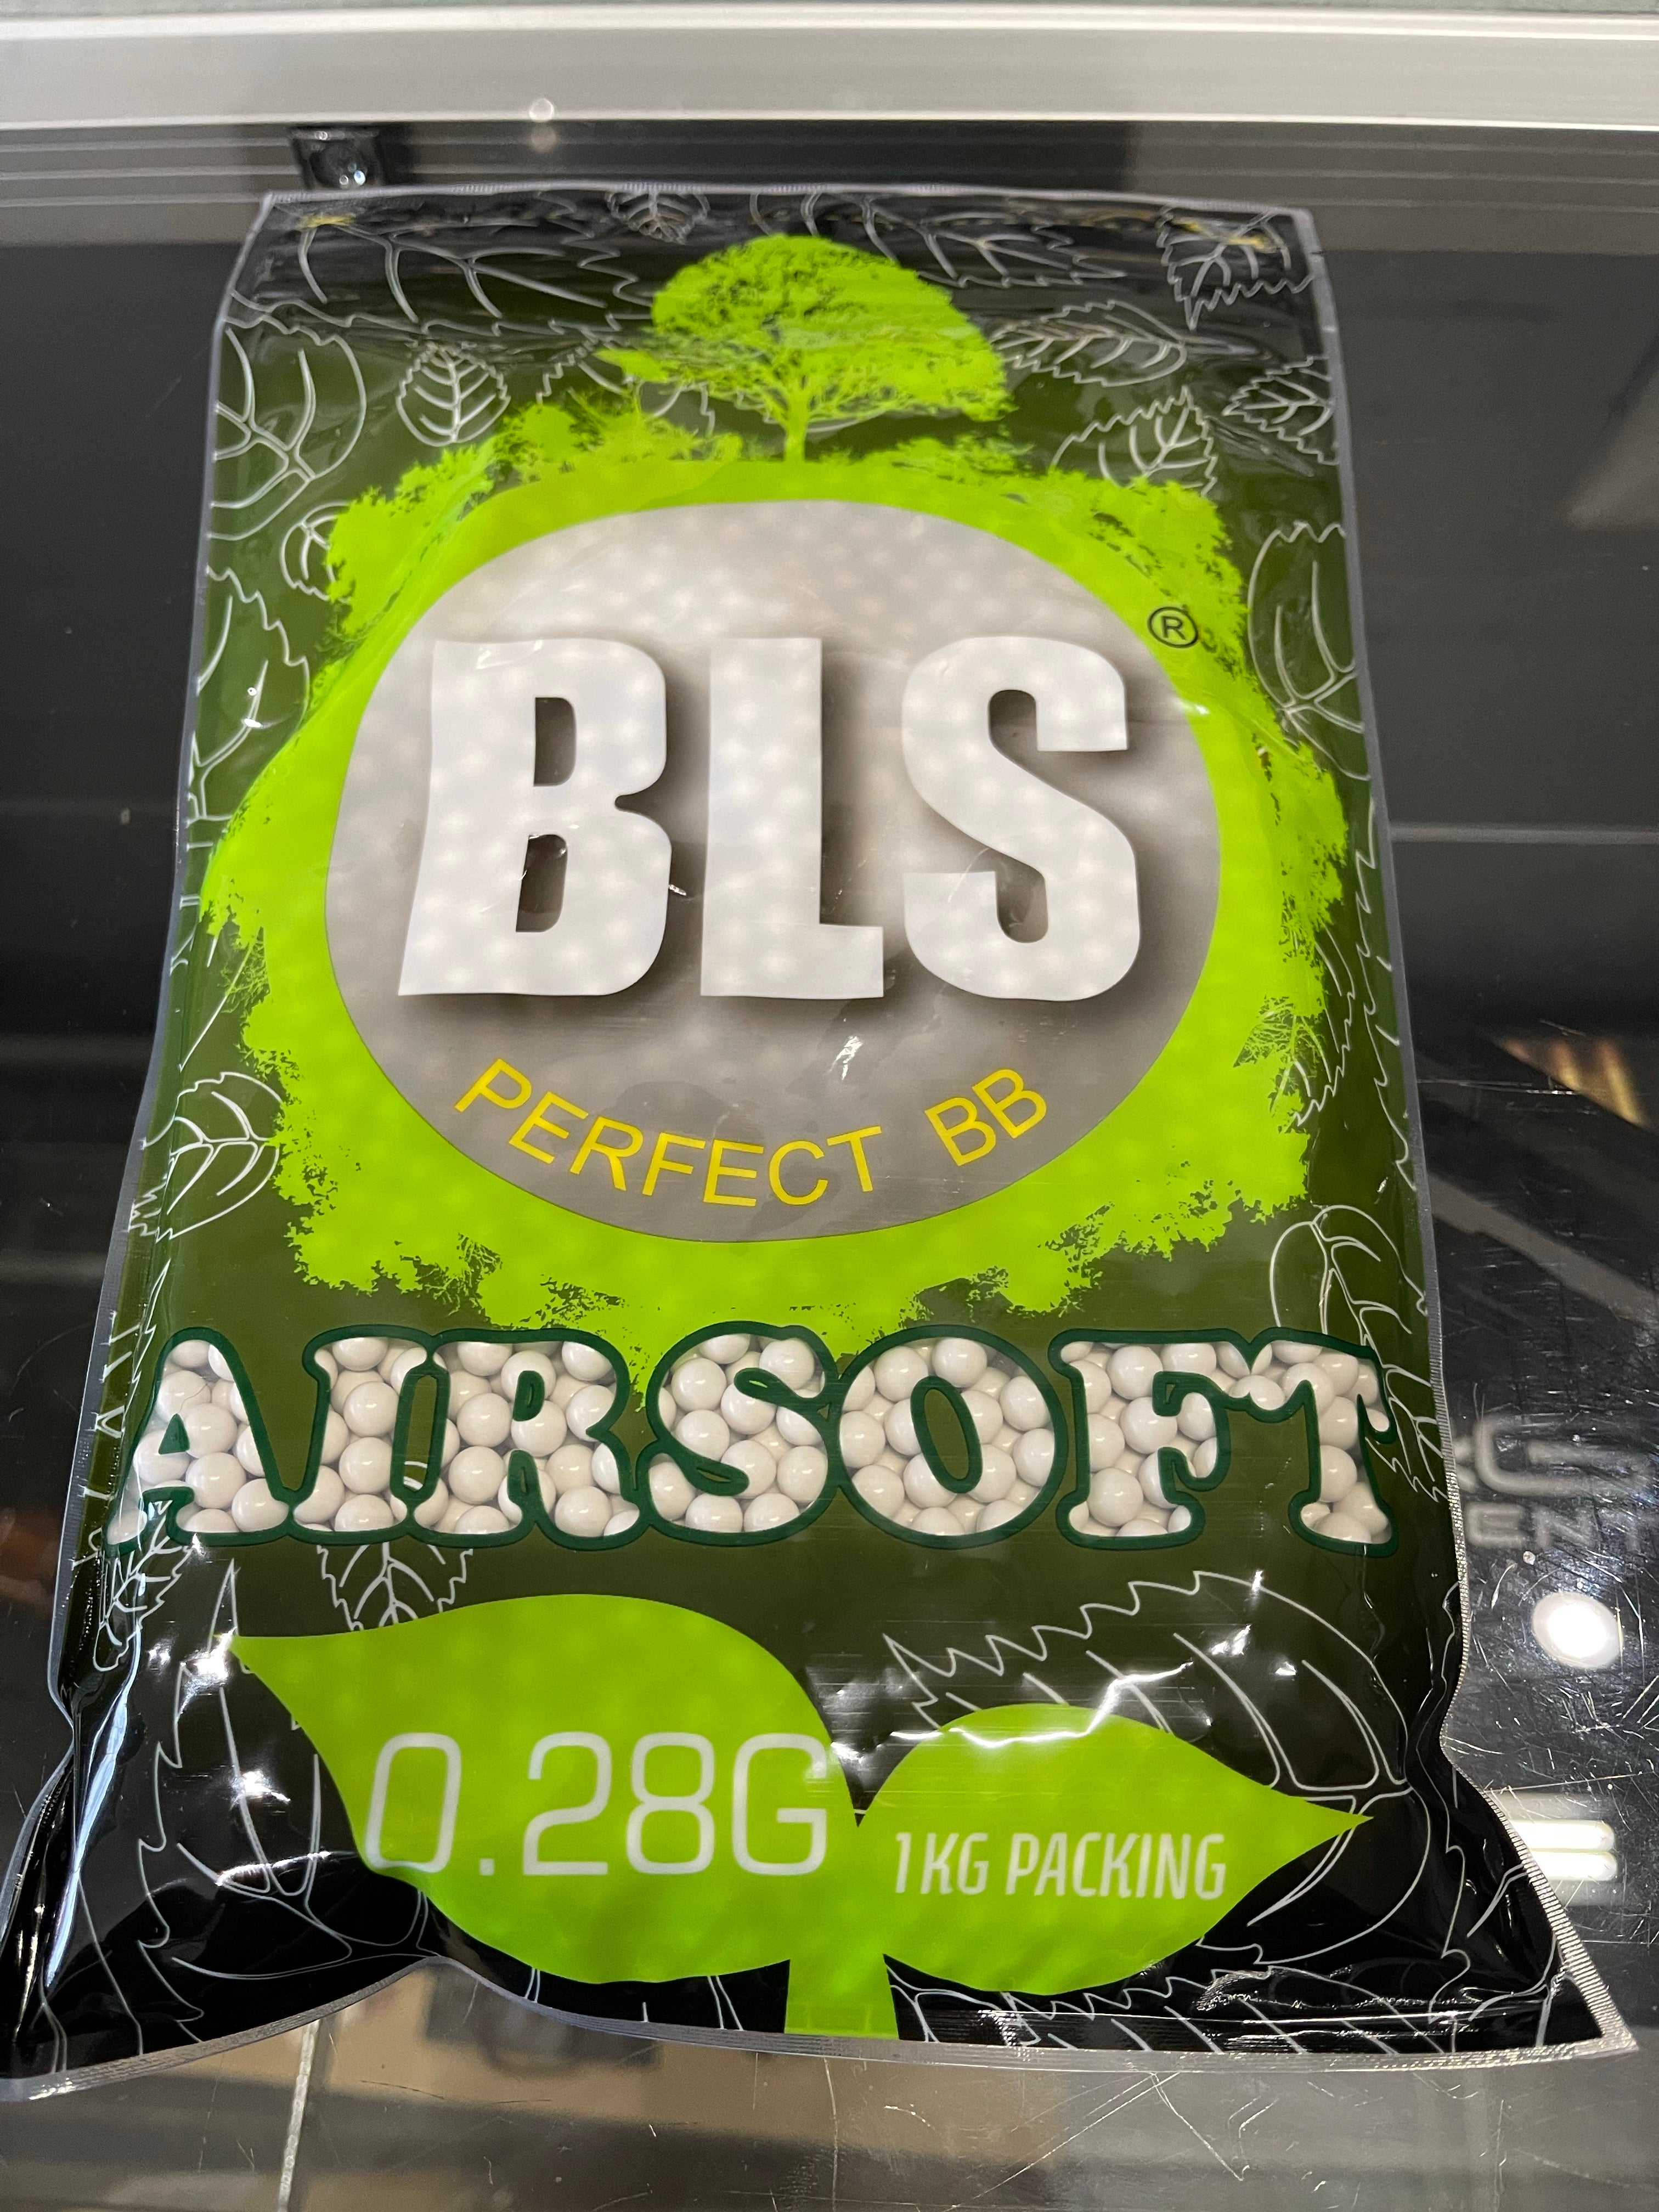 BLS
®
PERFECT BB
AIRSOFT
0.28G
1KG PACKING